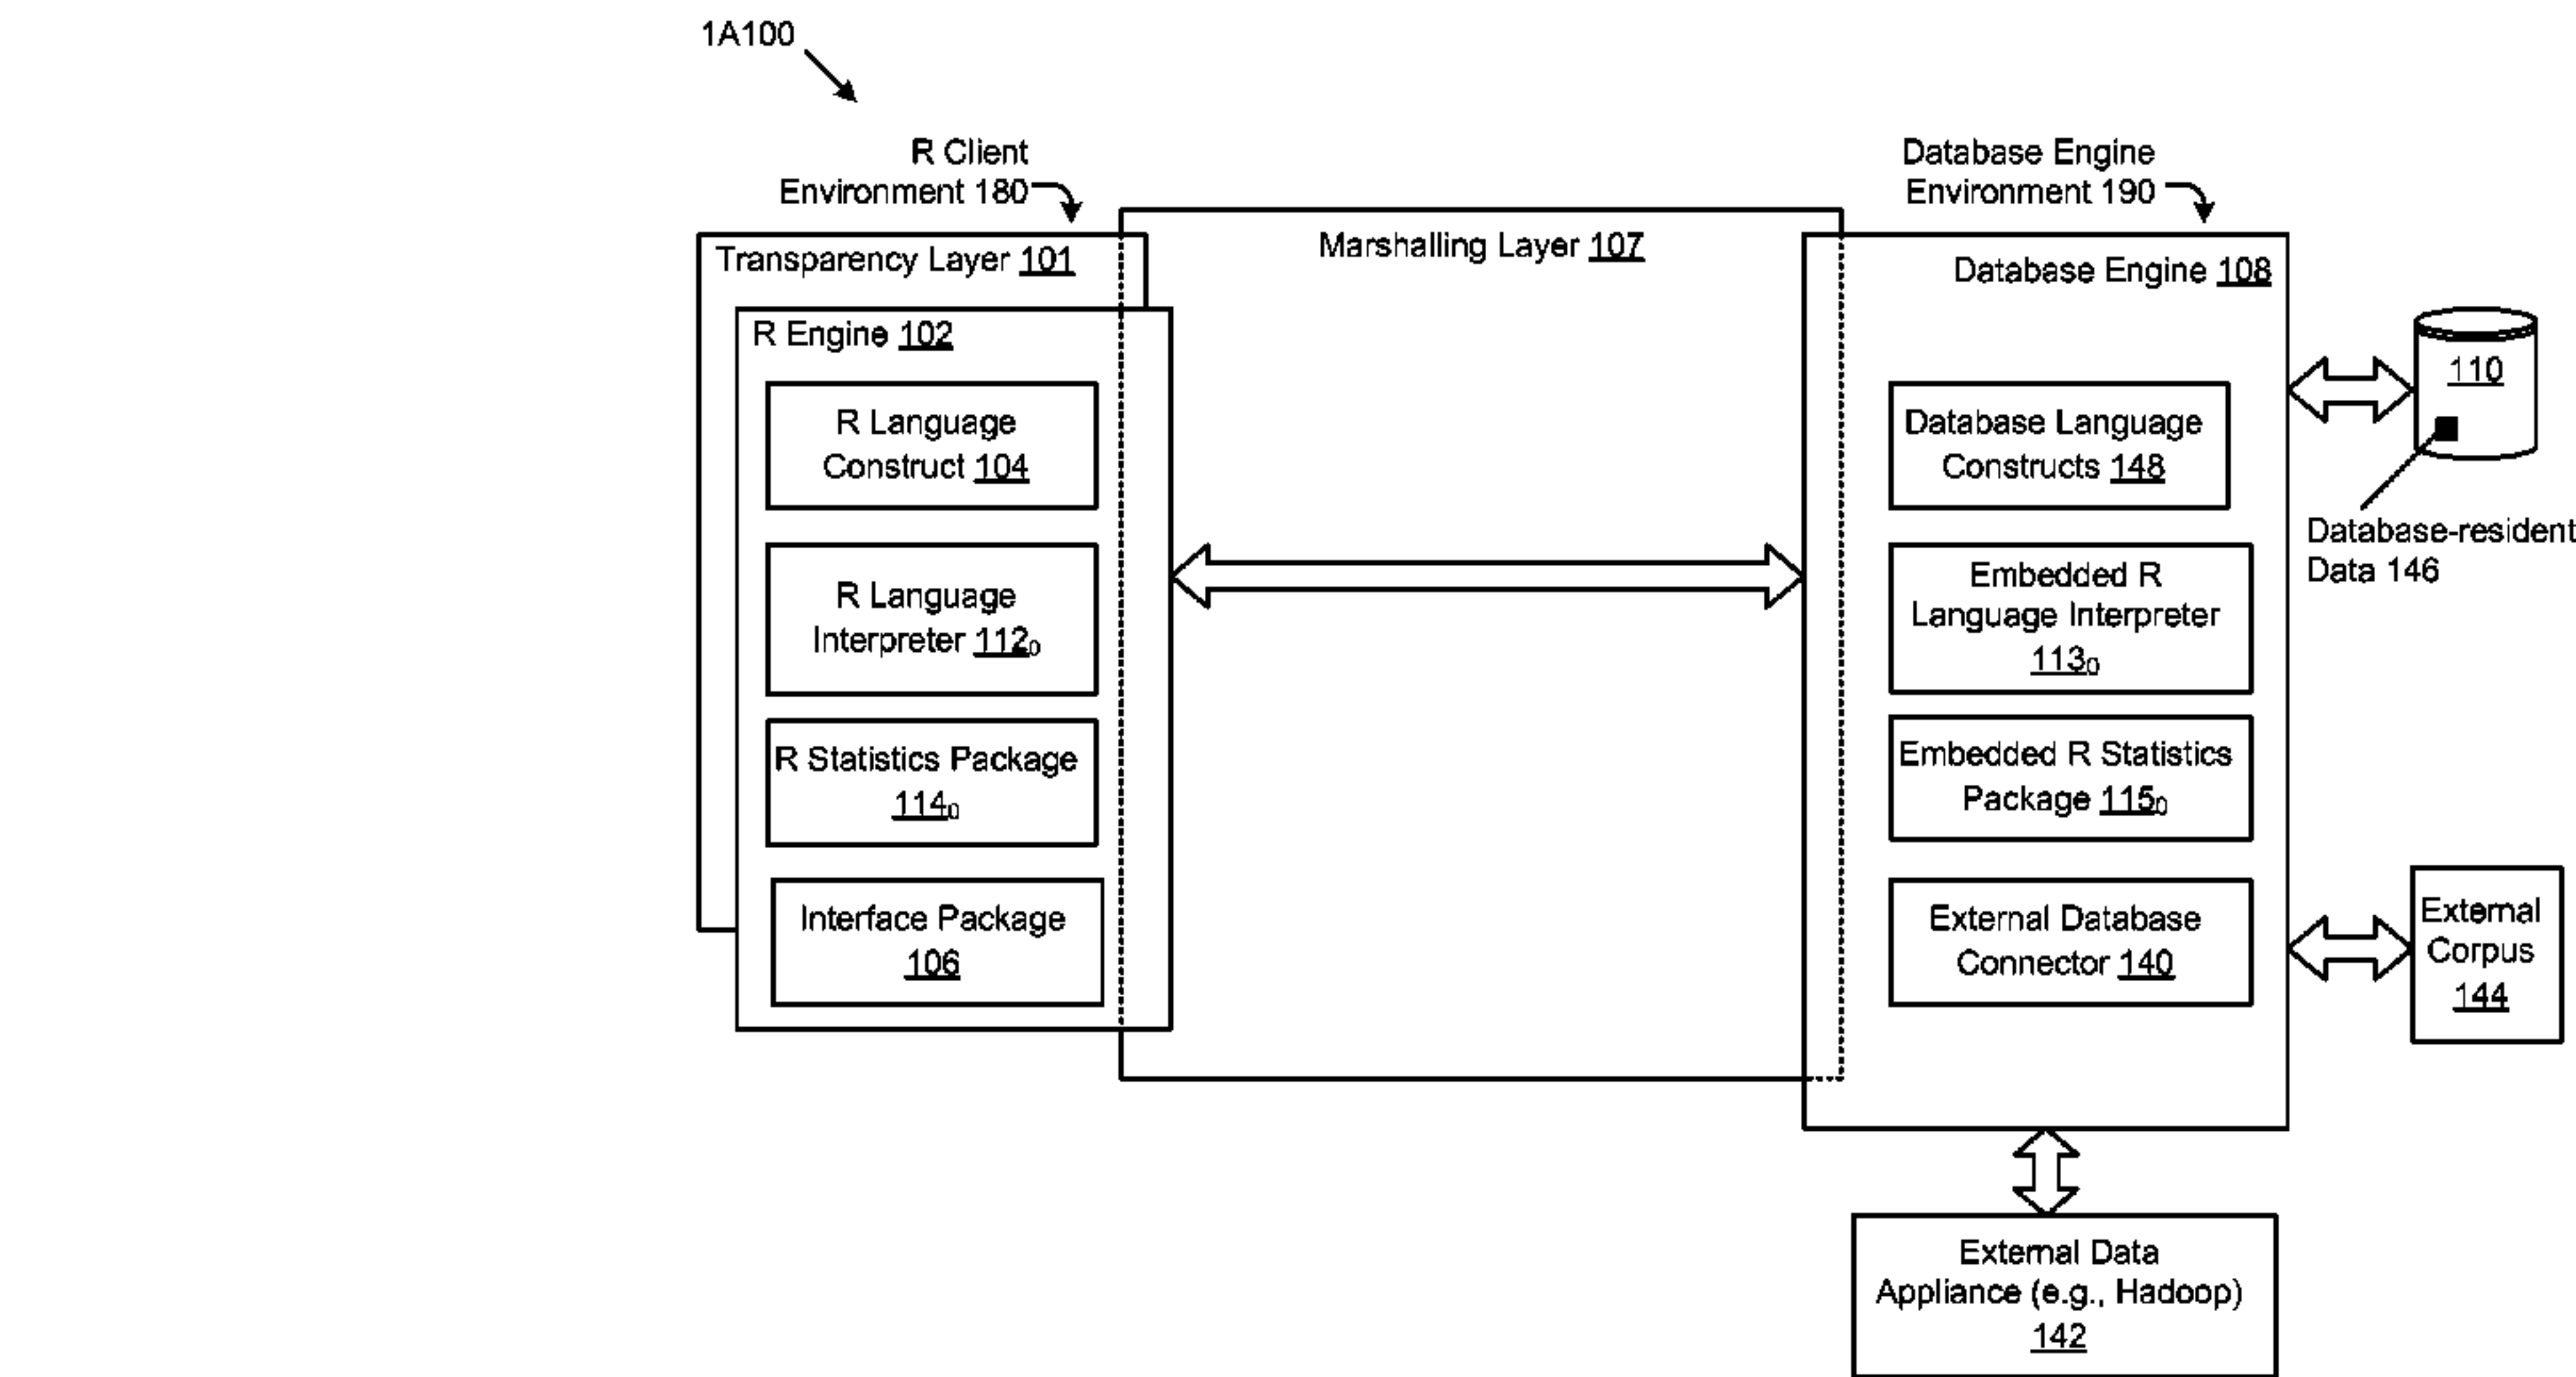 1A100
R Client
Environment 180
Database Engine
Environment 190
Transparency Layer 101
Marshalling Layer 107
Database Engine 108
R Engine 102
R Language
Construct 104
R Language
Interpreter 112₀
R Statistics Package
114₀
Interface Package
106
Database Language
Constructs 148
Embedded R
Language Interpreter
113₀
Embedded R Statistics
Package 115₀
External Database
Connector 140
110
Database-resident
Data 146
External
Corpus
144
External Data
Appliance (e.g., Hadoop)
142